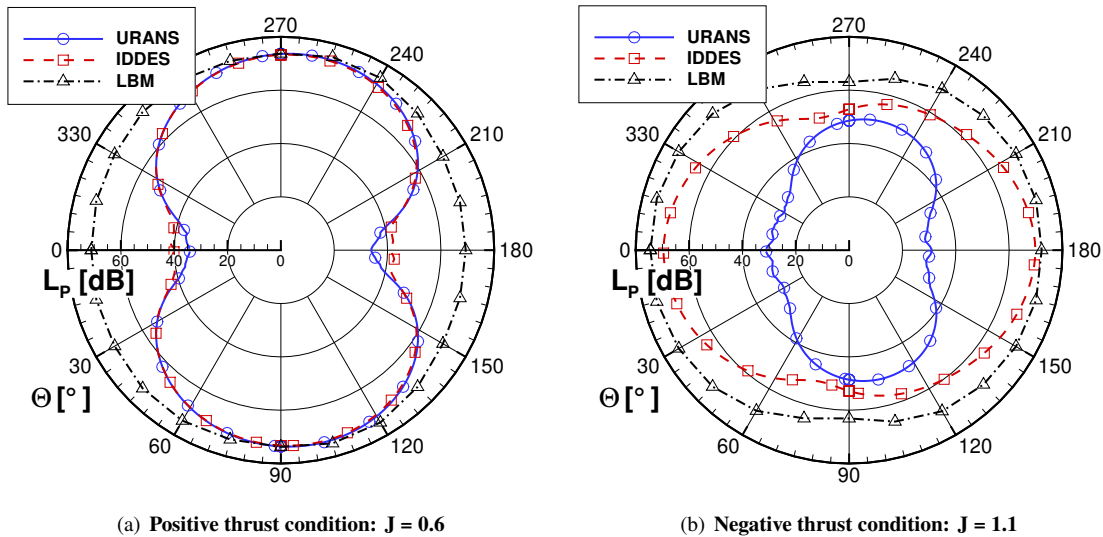 URANS
IDDES
LBM
270
240
210
180
150
120
90
60
30
0
330
60
40
20
0
L_P [dB]
Θ [°]
(a) Positive thrust condition: J = 0.6
URANS
IDDES
LBM
270
240
210
180
150
120
90
60
30
0
330
60
40
20
0
L_P [dB]
Θ [°]
(b) Negative thrust condition: J = 1.1